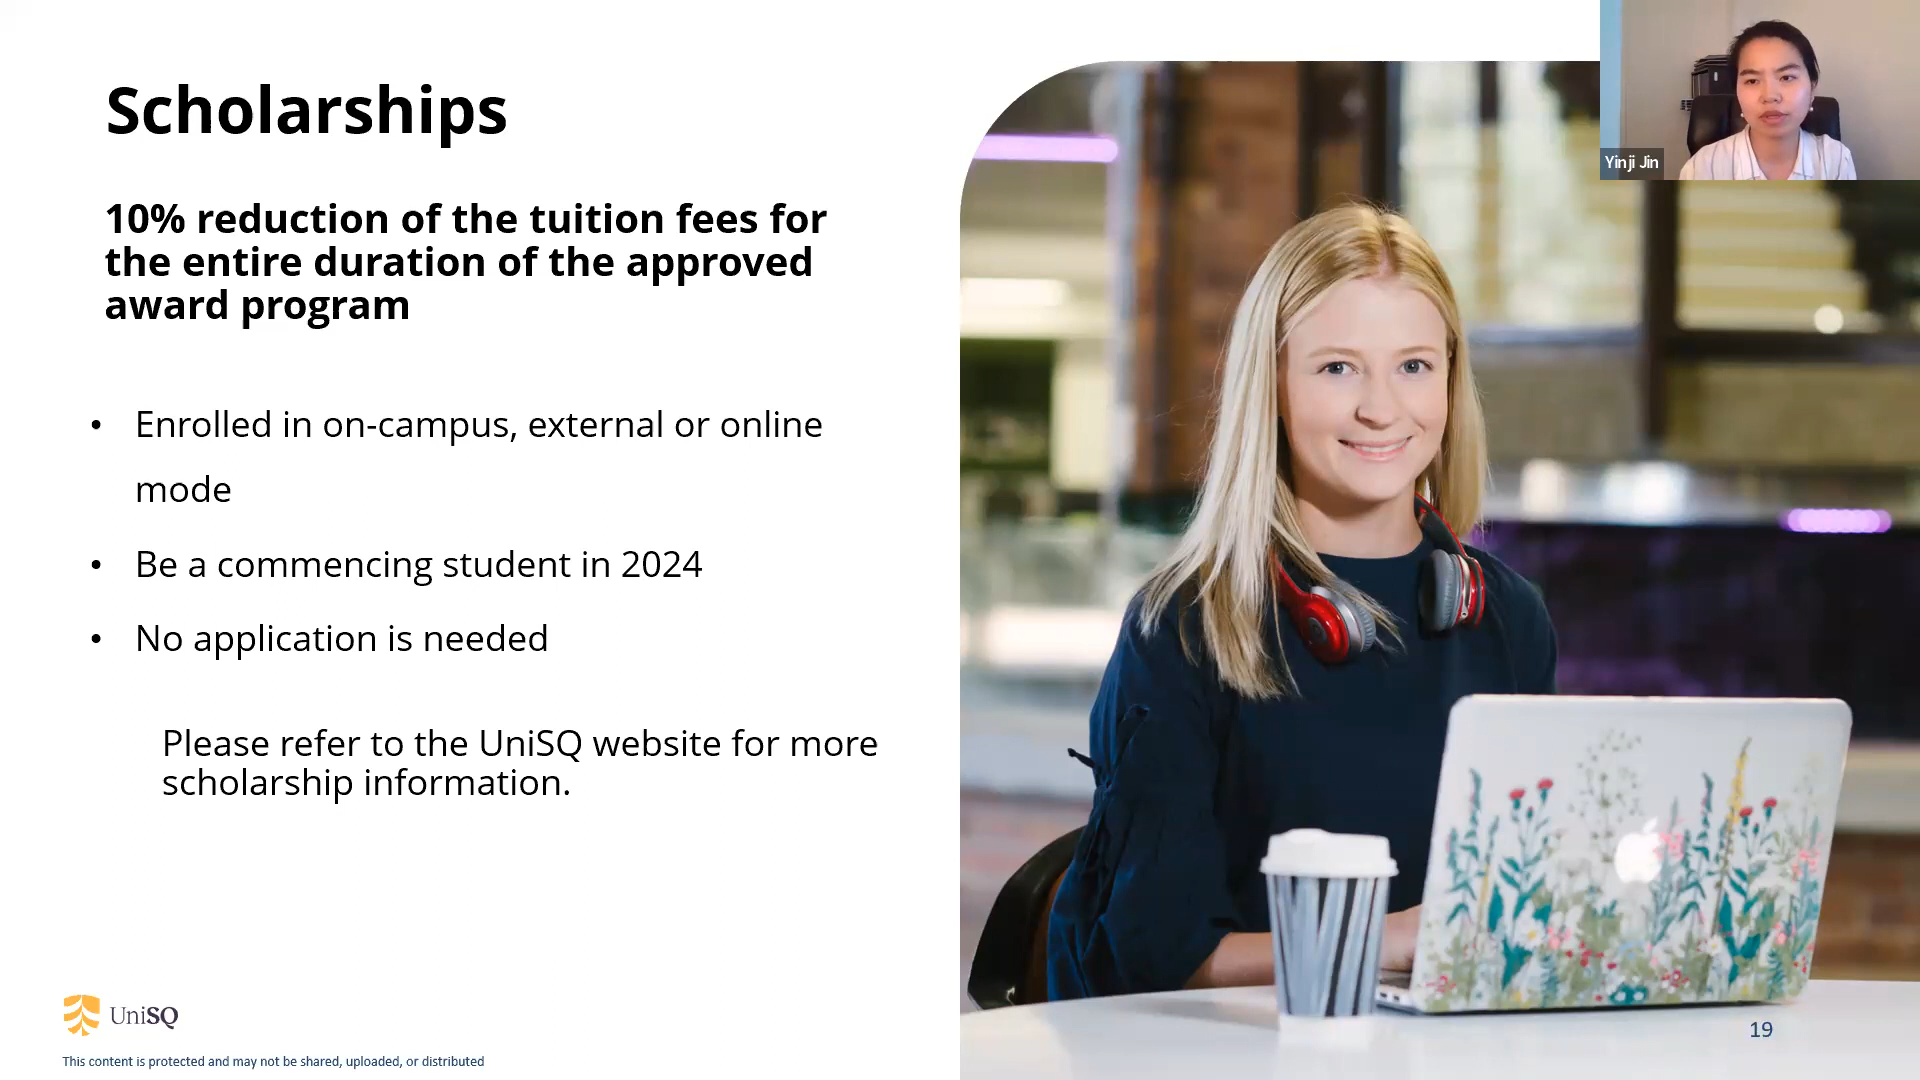 Scholarships
10% reduction of the tuition fees for
the entire duration of the approved
award program
• Enrolled in on-campus, external or online
mode
• Be a commencing student in 2024
• No application is needed
Please refer to the UniSQ website for more
scholarship information.
UniSQ
This content is protected and may not be shared, uploaded, or distributed
Yinji Jin
19